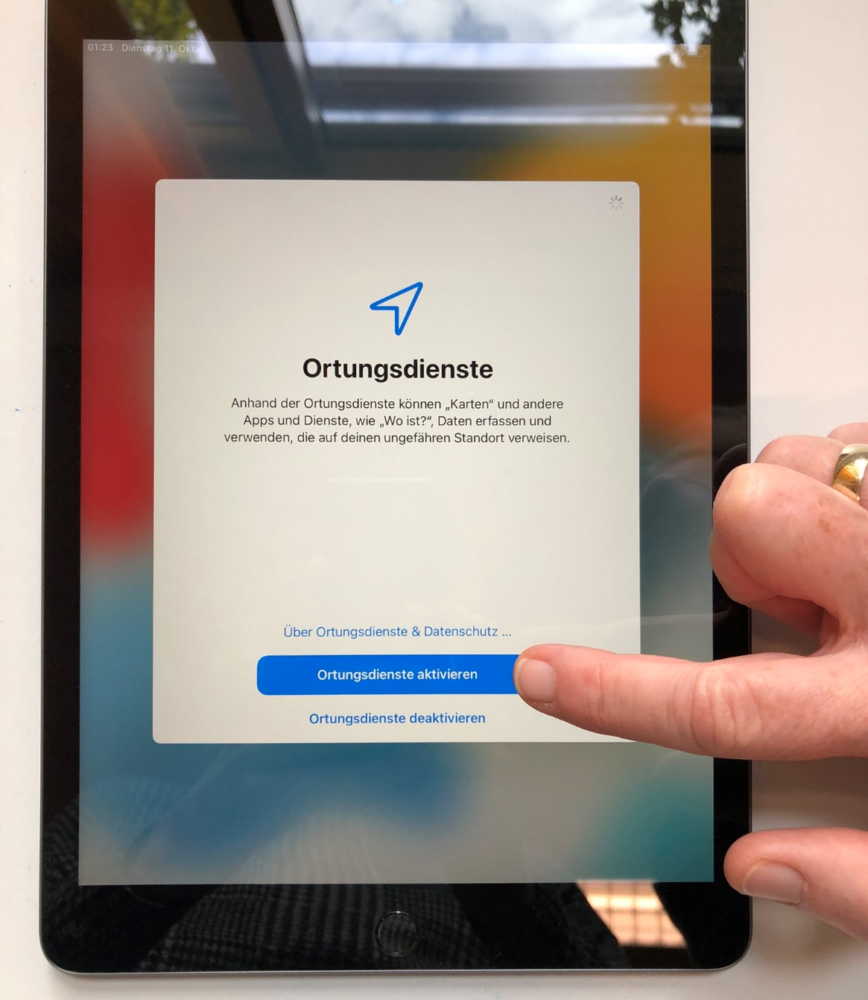 01:23 Dienstag 11. Okt.
Ortungsdienste
Anhand der Ortungsdienste können „Karten“ und andere
Apps und Dienste, wie „Wo ist?“, Daten erfassen und
verwenden, die auf deinen ungefähren Standort verweisen.
Über Ortungsdienste & Datenschutz ...
Ortungsdienste aktivieren
Ortungsdienste deaktivieren